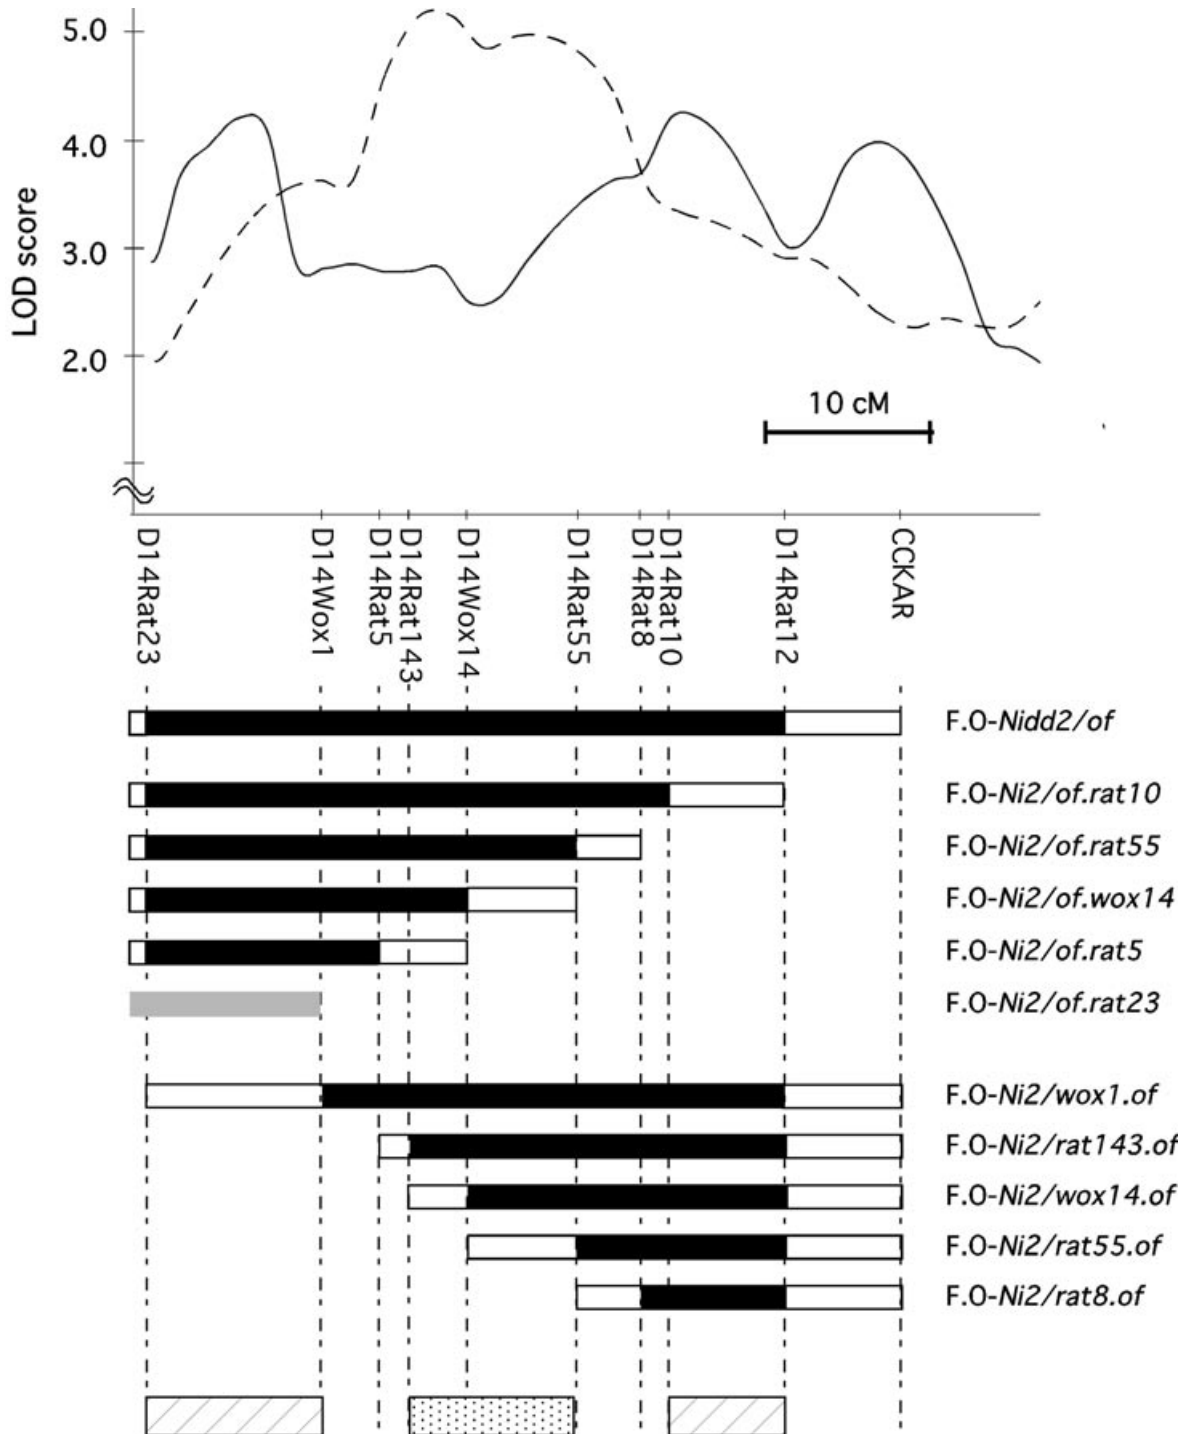 5.0
4.0
3.0
2.0
LOD score
10 cM
D14Rat23
D14Wox1
D14Rat5
D14Rat143
D14Wox14
D14Rat55
D14Rat8
D14Rat10
D14Rat12
CCKAR
F.O-Nidd2/of
F.O-Ni2/of.rat10
F.O-Ni2/of.rat55
F.O-Ni2/of.wox14
F.O-Ni2/of.rat5
F.O-Ni2/of.rat23
F.O-Ni2/wox1.of
F.O-Ni2/rat143.of
F.O-Ni2/wox14.of
F.O-Ni2/rat55.of
F.O-Ni2/rat8.of